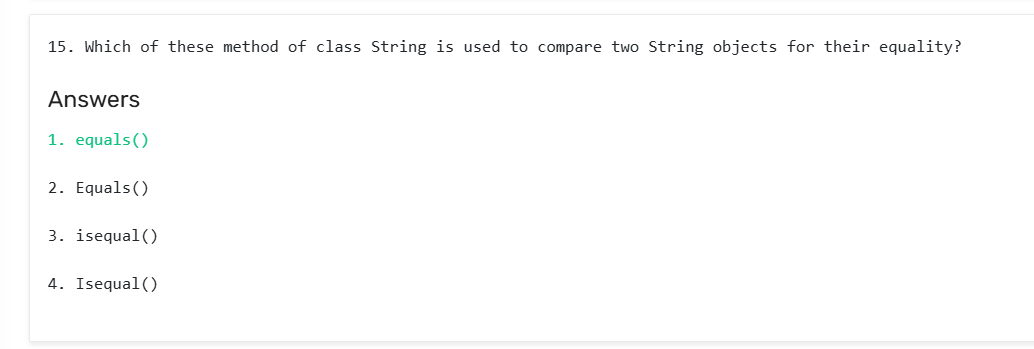 15. Which of these method of class String is used to compare two String objects for their equality?
Answers
1. equals()
2. Equals()
3. isequal()
4. Isequal()